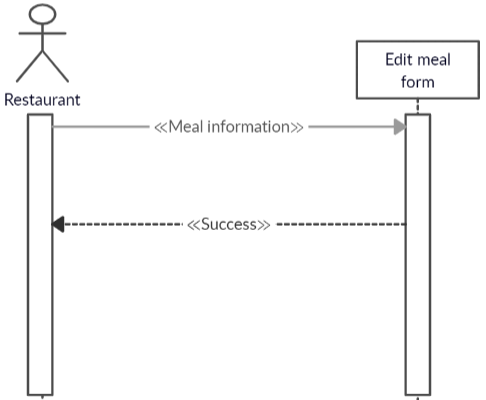 Edit meal
form
Restaurant
≪Meal information≫
≪Success≫